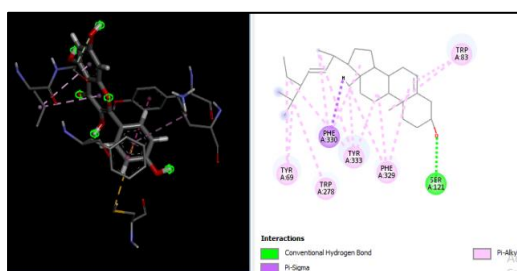 TRP
A:83
H
PHE
A:330
TYR
A:333
PHE
A:329
TYR
A:69
TRP
A:278
SER
A:121
Interactions
Conventional Hydrogen Bond
Pi-Sigma
Pi-Alky